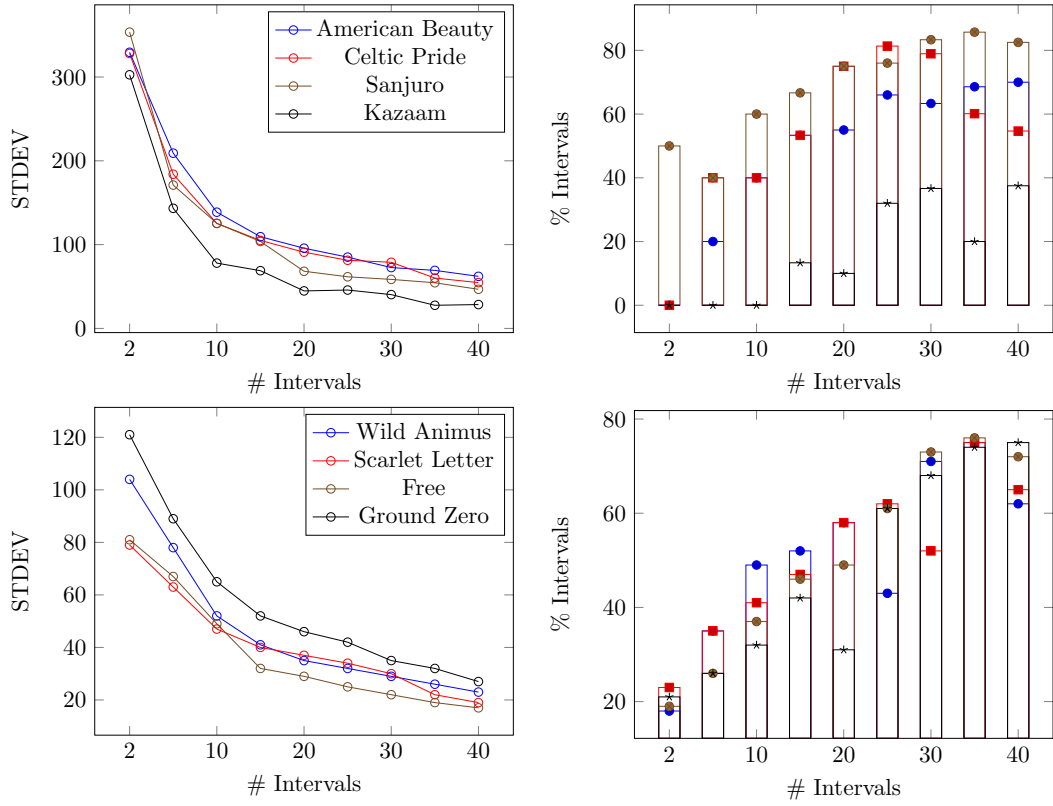 American Beauty
Celtic Pride
Sanjuro
Kazaam
STDEV
300
200
100
0
2 10 20 30 40
# Intervals
% Intervals
80
60
40
20
0
2 10 20 30 40
# Intervals
Wild Animus
Scarlet Letter
Free
Ground Zero
STDEV
120
100
80
60
40
20
2 10 20 30 40
# Intervals
% Intervals
80
60
40
20
2 10 20 30 40
# Intervals